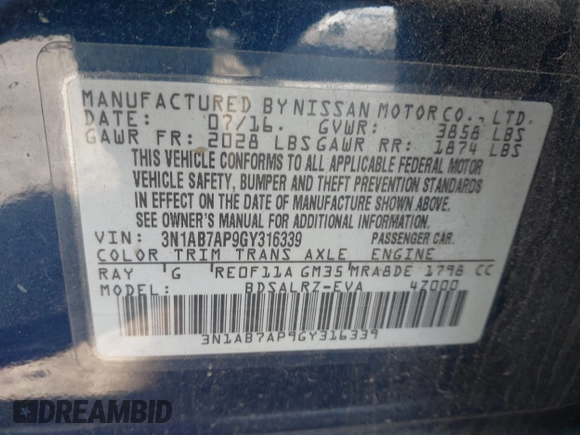 MANUFACTURED BY NISSAN MOTOR CO., LTD.
DATE: 07/16. GVWR: 3858 LBS
GAWR FR: 2028 LBS GAWR RR: 1874 LBS
THIS VEHICLE CONFORMS TO ALL APPLICABLE FEDERAL MOTOR
VEHICLE SAFETY, BUMPER AND THEFT PREVENTION STANDARDS
IN EFFECT ON THE DATE OF MANUFACTURE SHOWN ABOVE.
SEE OWNER'S MANUAL FOR ADDITIONAL INFORMATION.
VIN: 3N1AB7AP9GY316339 PASSENGER CAR.
COLOR TRIM TRANS AXLE ENGINE
RAY G RE0F11A GM35 MRA8DE 1798 CC
MODEL: BDSALRZ-EVA 4Z000
3N1AB7AP9GY316339
DREAMBID